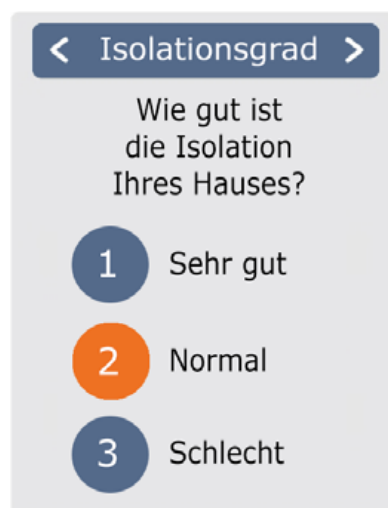 < Isolationsgrad >
Wie gut ist
die Isolation
Ihres Hauses?
1 Sehr gut
2 Normal
3 Schlecht